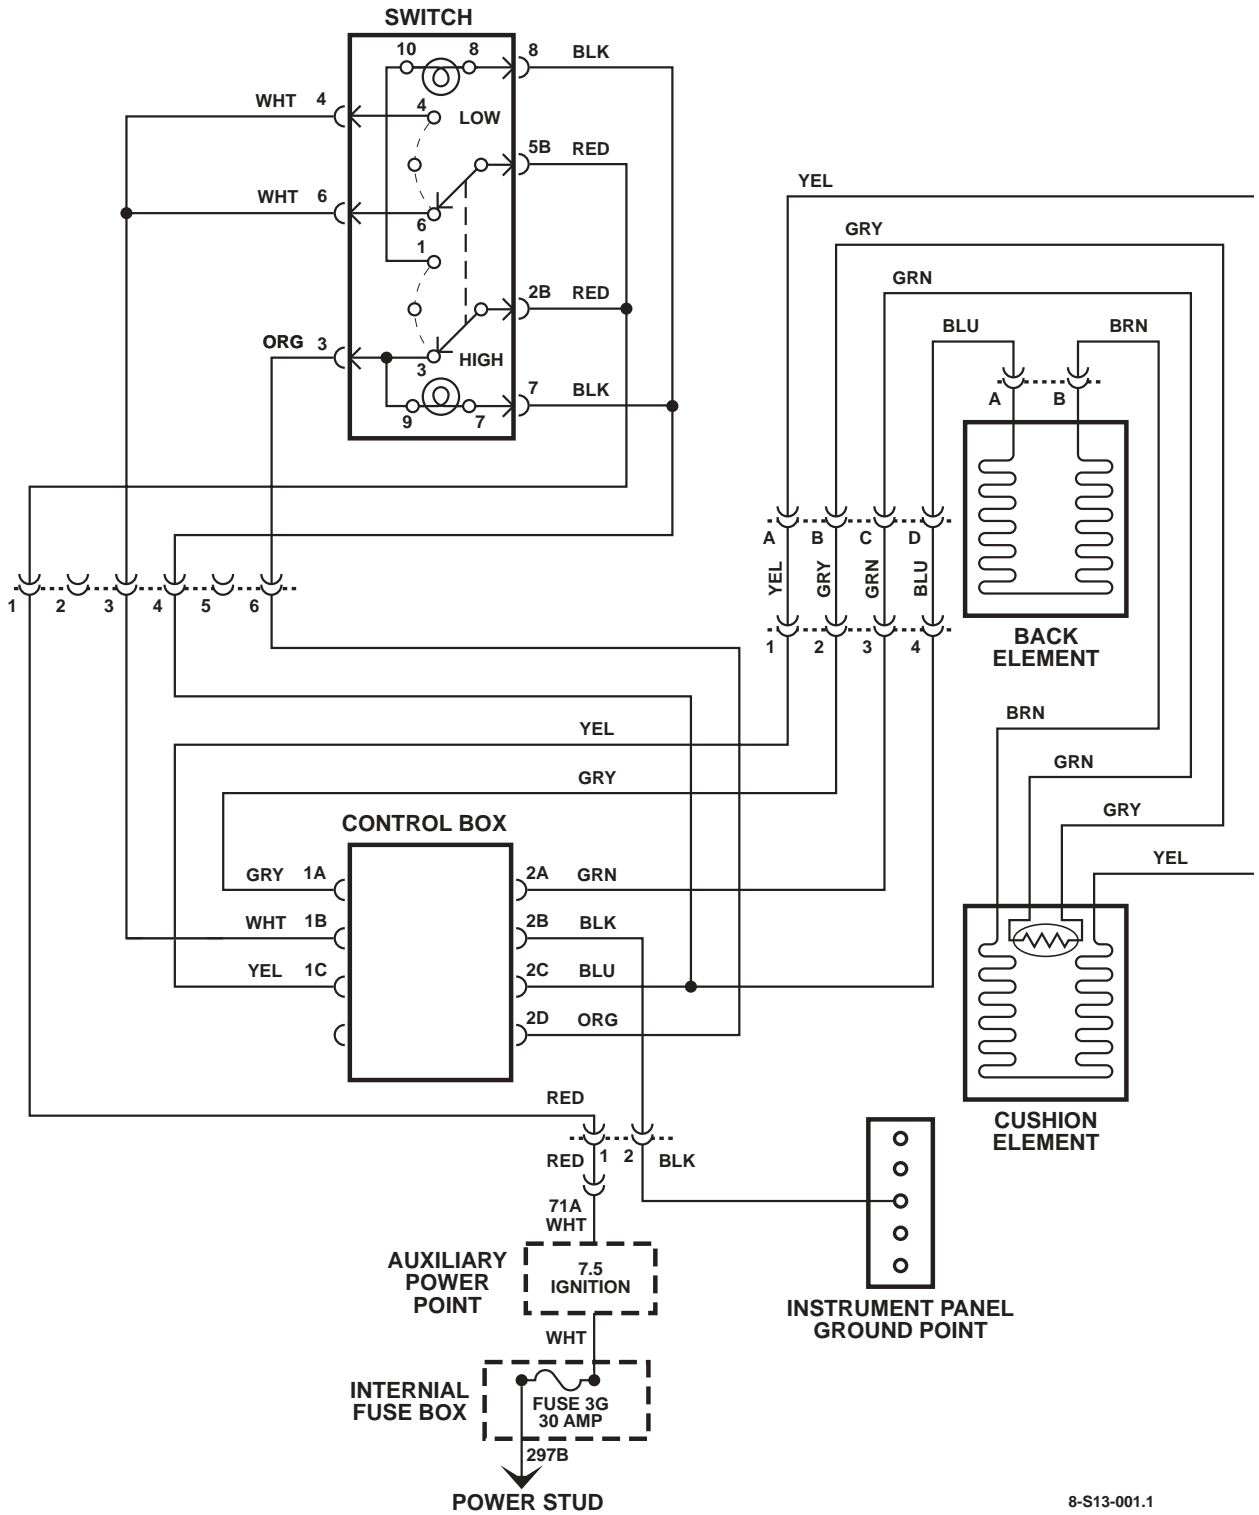 SWITCH
10 8 8 BLK
WHT 4 4 LOW
5B RED
WHT 6 6
1
2B RED
ORG 3 3 HIGH
7 BLK
9 7
YEL
GRY
GRN
BLU BRN
A B
A B C D
YEL GRY GRN BLU
1 2 3 4
BACK
ELEMENT
1 2 3 4 5 6
BRN
GRN
GRY
YEL
YEL
GRY
CONTROL BOX
GRY 1A 2A GRN
WHT 1B 2B BLK
YEL 1C 2C BLU
2D ORG
CUSHION
ELEMENT
RED
RED 1 2 BLK
71A
WHT
AUXILIARY
POWER
POINT
7.5
IGNITION
INSTRUMENT PANEL
GROUND POINT
WHT
INTERNIAL
FUSE BOX
FUSE 3G
30 AMP
297B
POWER STUD
8-S13-001.1